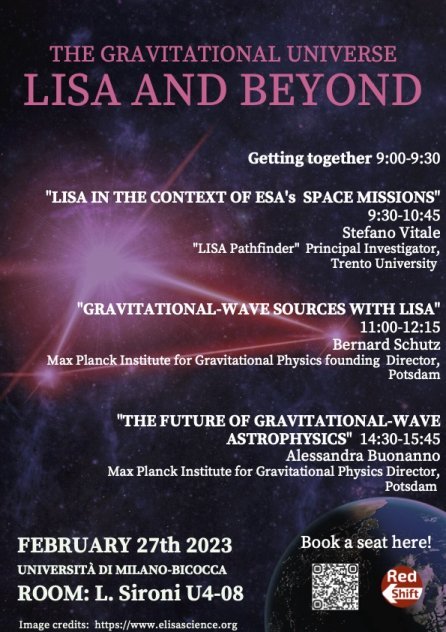 THE GRAVITATIONAL UNIVERSE
LISA AND BEYOND
Getting together 9:00-9:30
"LISA IN THE CONTEXT OF ESA's SPACE MISSIONS"
9:30-10:45
Stefano Vitale
"LISA Pathfinder" Principal Investigator,
Trento University
"GRAVITATIONAL-WAVE SOURCES WITH LISA"
11:00-12:15
Bernard Schutz
Max Planck Institute for Gravitational Physics founding Director,
Potsdam
"THE FUTURE OF GRAVITATIONAL-WAVE
ASTROPHYSICS" 14:30-15:45
Alessandra Buonanno
Max Planck Institute for Gravitational Physics Director,
Potsdam
FEBRUARY 27th 2023
UNIVERSITÀ DI MILANO-BICOCCA
ROOM: L. Sironi U4-08
Book a seat here!
Red
Shift
Image credits: https://www.elisascience.org